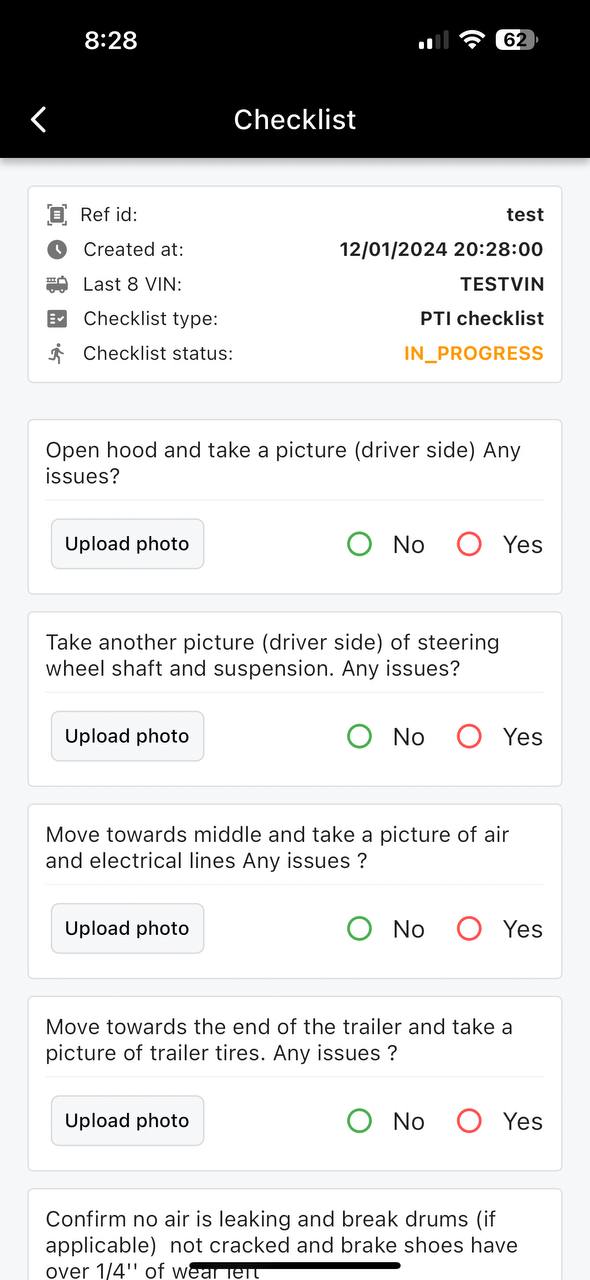 8:28
62
Checklist
Ref id: test
Created at: 12/01/2024 20:28:00
Last 8 VIN: TESTVIN
Checklist type: PTI checklist
Checklist status: IN_PROGRESS
Open hood and take a picture (driver side) Any
issues?
Upload photo No Yes
Take another picture (driver side) of steering
wheel shaft and suspension. Any issues?
Upload photo No Yes
Move towards middle and take a picture of air
and electrical lines Any issues ?
Upload photo No Yes
Move towards the end of the trailer and take a
picture of trailer tires. Any issues ?
Upload photo No Yes
Confirm no air is leaking and break drums (if
applicable)  not cracked and brake shoes have
over 1/4'' of wear left